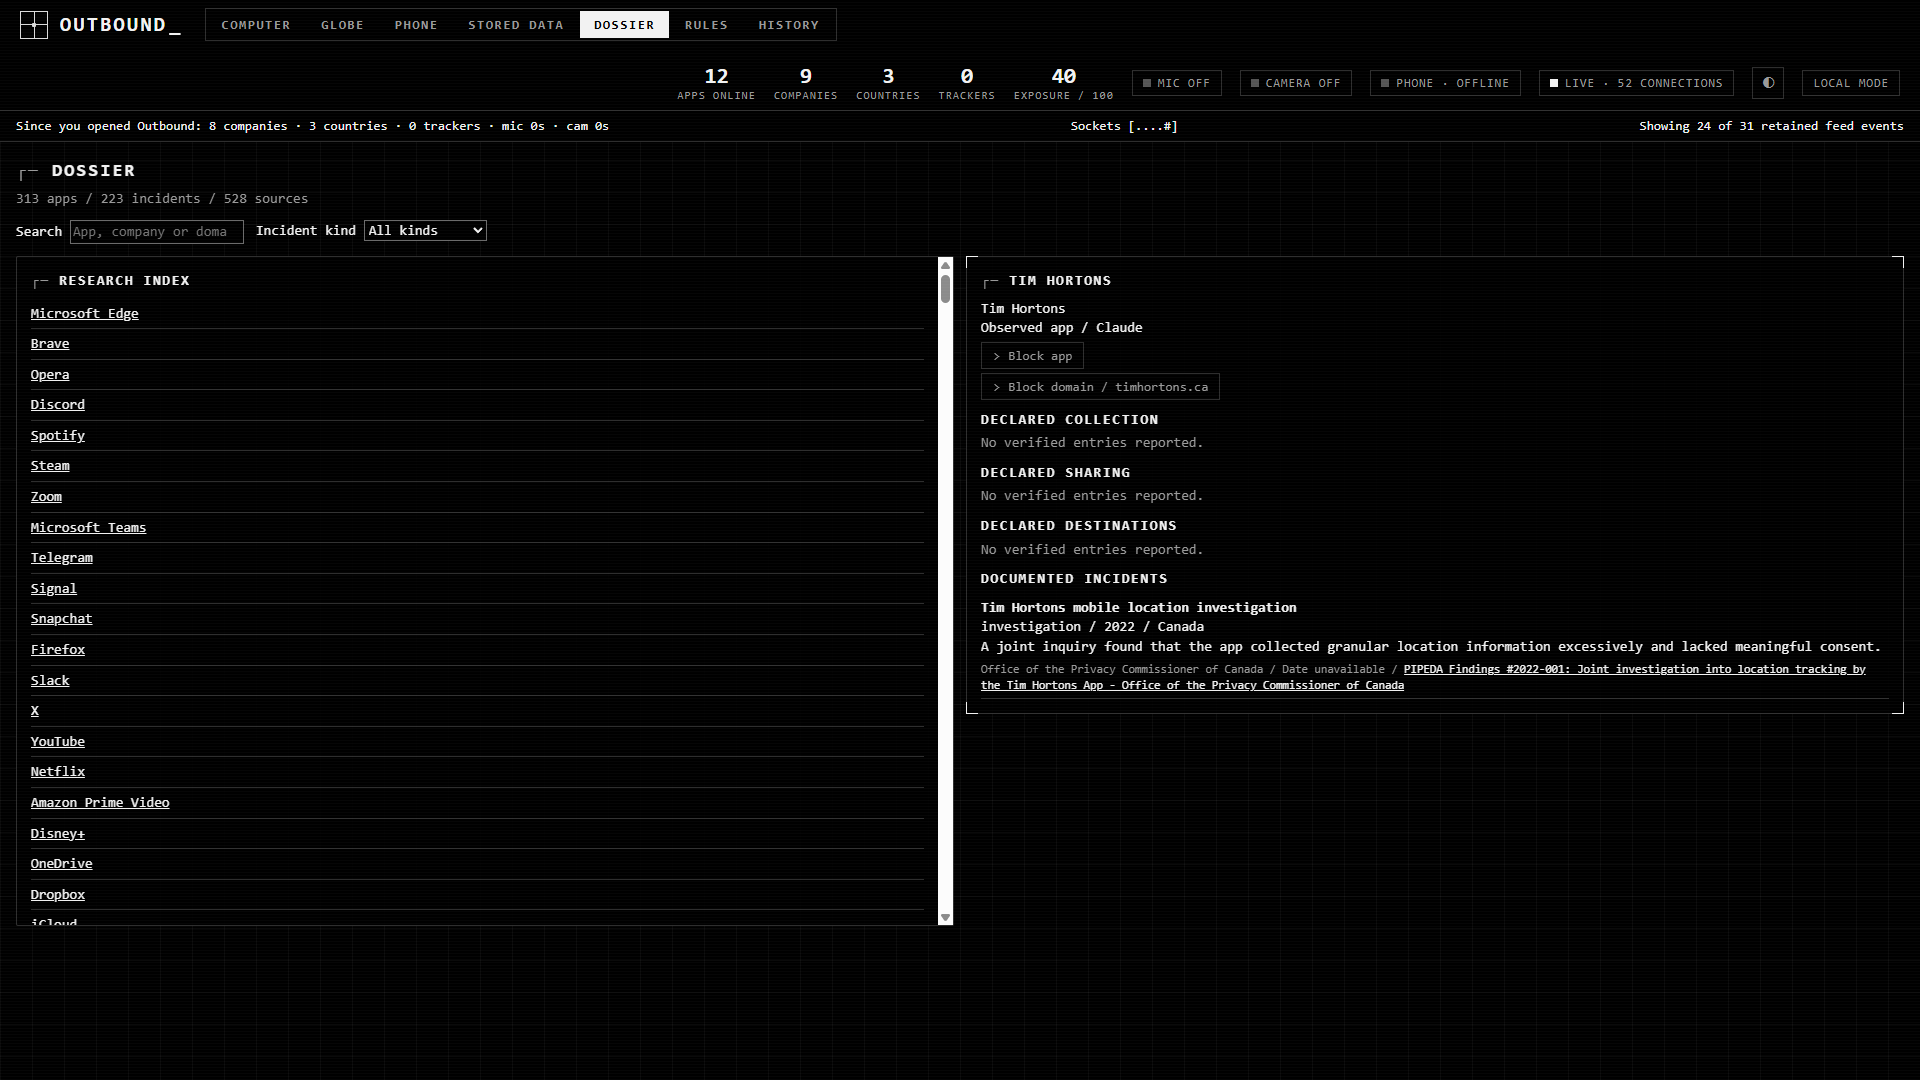 OUTBOUND_
COMPUTER GLOBE PHONE STORED DATA DOSSIER RULES HISTORY
12 APPS ONLINE
9 COMPANIES
3 COUNTRIES
0 TRACKERS
40 EXPOSURE / 100
MIC OFF
CAMERA OFF
PHONE · OFFLINE
LIVE · 52 CONNECTIONS
LOCAL MODE
Since you opened Outbound: 8 companies · 3 countries · 0 trackers · mic 0s · cam 0s
Sockets [....#]
Showing 24 of 31 retained feed events
┌─ DOSSIER
313 apps / 223 incidents / 528 sources
Search App, company or doma Incident kind All kinds
┌─ RESEARCH INDEX
Microsoft Edge
Brave
Opera
Discord
Spotify
Steam
Zoom
Microsoft Teams
Telegram
Signal
Snapchat
Firefox
Slack
X
YouTube
Netflix
Amazon Prime Video
Disney+
OneDrive
Dropbox
iCloud
┌─ TIM HORTONS
Tim Hortons
Observed app / Claude
> Block app
> Block domain / timhortons.ca
DECLARED COLLECTION
No verified entries reported.
DECLARED SHARING
No verified entries reported.
DECLARED DESTINATIONS
No verified entries reported.
DOCUMENTED INCIDENTS
Tim Hortons mobile location investigation
investigation / 2022 / Canada
A joint inquiry found that the app collected granular location information excessively and lacked meaningful consent.
Office of the Privacy Commissioner of Canada / Date unavailable / PIPEDA Findings #2022-001: Joint investigation into location tracking by
the Tim Hortons App - Office of the Privacy Commissioner of Canada